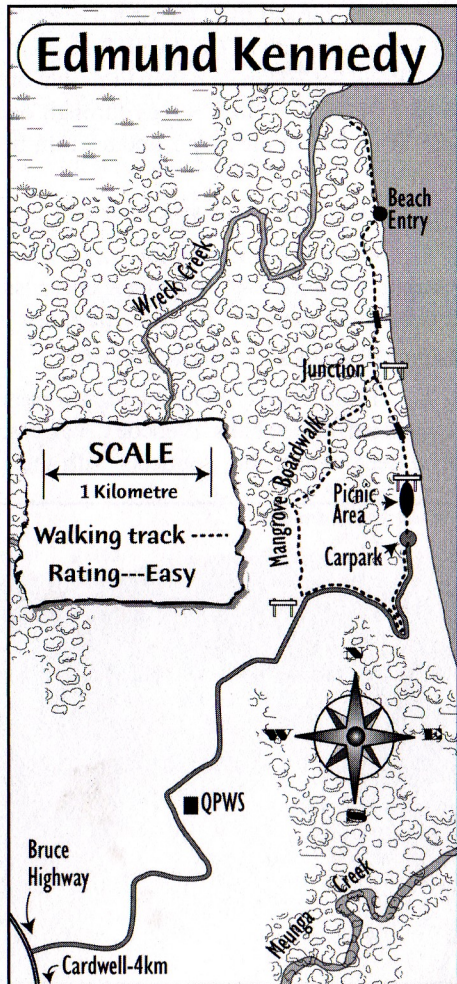 Edmund Kennedy
Beach
Entry
Wreck Creek
Junction
Mangrove Boardwalk
SCALE
1 Kilometre
Walking track ----
Rating---Easy
Picnic
Area
Carpark
N
W
E
S
QPWS
Bruce
Highway
Meunga Creek
Cardwell-4km